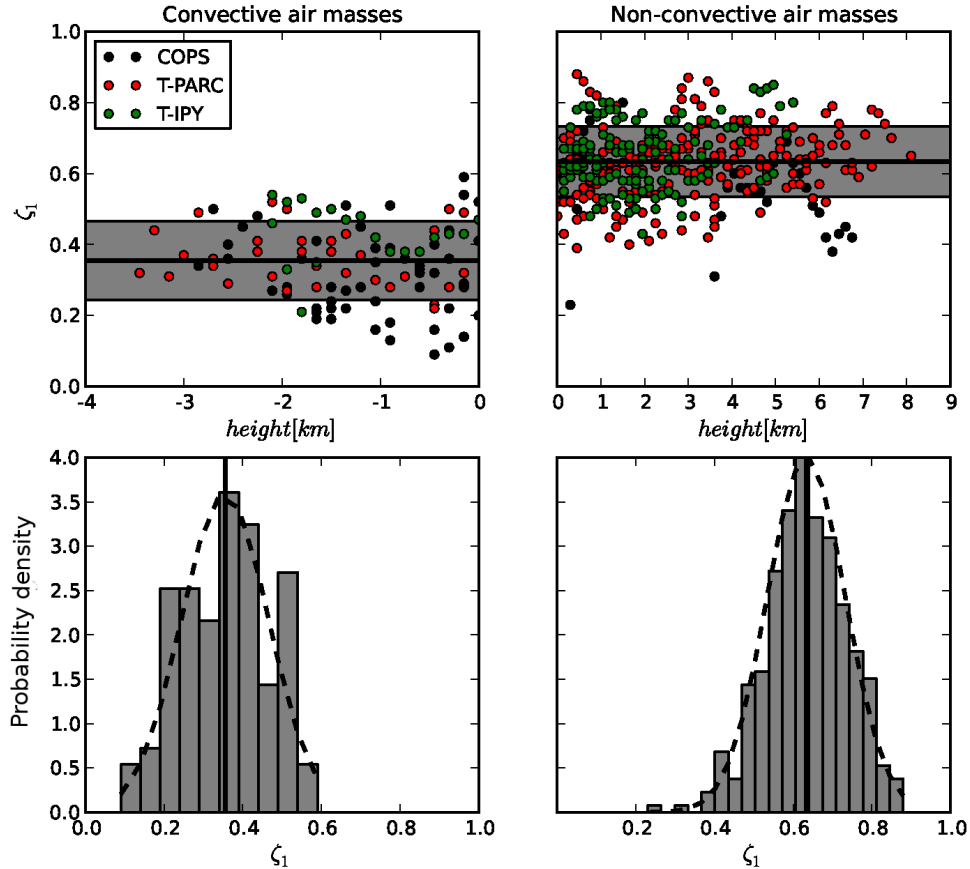 Convective air masses
Non-convective air masses
1.0
0.8
0.6
0.4
0.2
0.0
ζ1
COPS
T-PARC
T-IPY
-4 -3 -2 -1 0
height[km]
0 1 2 3 4 5 6 7 8 9
height[km]
4.0
3.5
3.0
2.5
2.0
1.5
1.0
0.5
0.0
Probability density
0.0 0.2 0.4 0.6 0.8 1.0
ζ1
0.2 0.4 0.6 0.8 1.0
ζ1